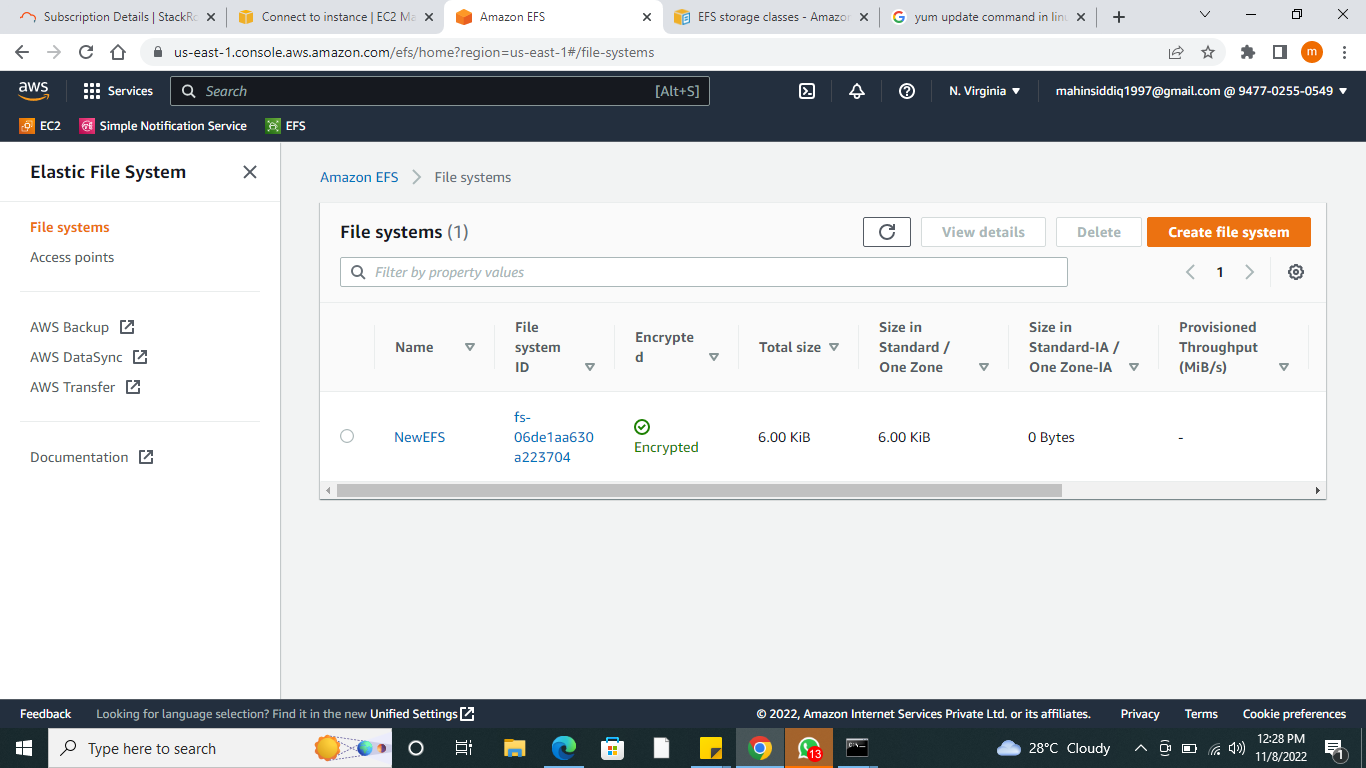 Subscription Details | StackRo
Connect to instance | EC2 Ma
Amazon EFS
EFS storage classes - Amazon
yum update command in linu
us-east-1.console.aws.amazon.com/efs/home?region=us-east-1#/file-systems
m
aws
Services
Search
[Alt+S]
N. Virginia
mahinsiddiq1997@gmail.com @ 9477-0255-0549
EC2
Simple Notification Service
EFS
Elastic File System
File systems
Access points
AWS Backup
AWS DataSync
AWS Transfer
Documentation
Amazon EFS
File systems
File systems (1)
View details
Delete
Create file system
Filter by property values
1
Name
File
system
ID
Encrypte
d
Total size
Size in
Standard /
One Zone
Size in
Standard-IA /
One Zone-IA
Provisioned
Throughput
(MiB/s)
NewEFS
fs-
06de1aa630
a223704
Encrypted
6.00 KiB
6.00 KiB
0 Bytes
-
Feedback
Looking for language selection? Find it in the new Unified Settings
© 2022, Amazon Internet Services Private Ltd. or its affiliates.
Privacy
Terms
Cookie preferences
Type here to search
13
28°C Cloudy
12:28 PM
11/8/2022
1